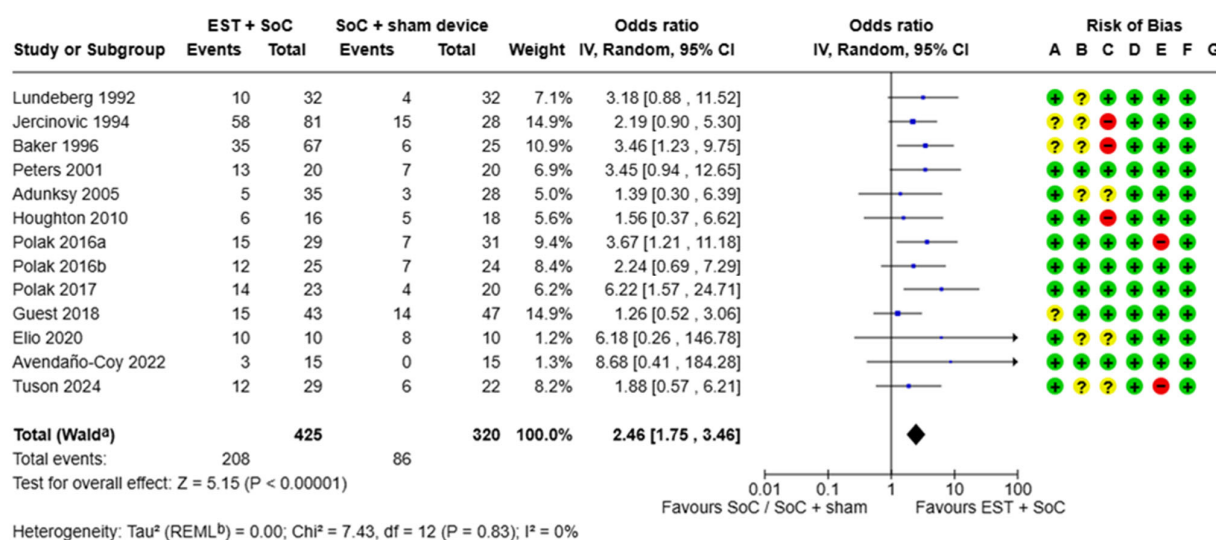 EST + SoC SoC + sham device Odds ratio Odds ratio Risk of Bias
Study or Subgroup Events Total Events Total Weight IV, Random, 95% CI IV, Random, 95% CI A B C D E F G
Lundeberg 1992 10 32 4 32 7.1% 3.18 [0.88 , 11.52] + ? + + + +
Jercinovic 1994 58 81 15 28 14.9% 2.19 [0.90 , 5.30] ? ? − + + +
Baker 1996 35 67 6 25 10.9% 3.46 [1.23 , 9.75] ? ? − + + +
Peters 2001 13 20 7 20 6.9% 3.45 [0.94 , 12.65] + + + + + +
Adunksy 2005 5 35 3 28 5.0% 1.39 [0.30 , 6.39] + ? ? + + +
Houghton 2010 6 16 5 18 5.6% 1.56 [0.37 , 6.62] + + − + + +
Polak 2016a 15 29 7 31 9.4% 3.67 [1.21 , 11.18] + + + + − +
Polak 2016b 12 25 7 24 8.4% 2.24 [0.69 , 7.29] + + + + + +
Polak 2017 14 23 4 20 6.2% 6.22 [1.57 , 24.71] + + + + + +
Guest 2018 15 43 14 47 14.9% 1.26 [0.52 , 3.06] ? + + + + +
Elio 2020 10 10 8 10 1.2% 6.18 [0.26 , 146.78] + ? ? + + +
Avendaño-Coy 2022 3 15 0 15 1.3% 8.68 [0.41 , 184.28] + + + + + +
Tuson 2024 12 29 6 22 8.2% 1.88 [0.57 , 6.21] + ? ? + − +
Total (Waldᵃ) 425 320 100.0% 2.46 [1.75 , 3.46]
Total events: 208 86
Test for overall effect: Z = 5.15 (P < 0.00001)
0.01 0.1 1 10 100
Favours SoC / SoC + sham Favours EST + SoC
Heterogeneity: Tau² (REMLᵇ) = 0.00; Chi² = 7.43, df = 12 (P = 0.83); I² = 0%